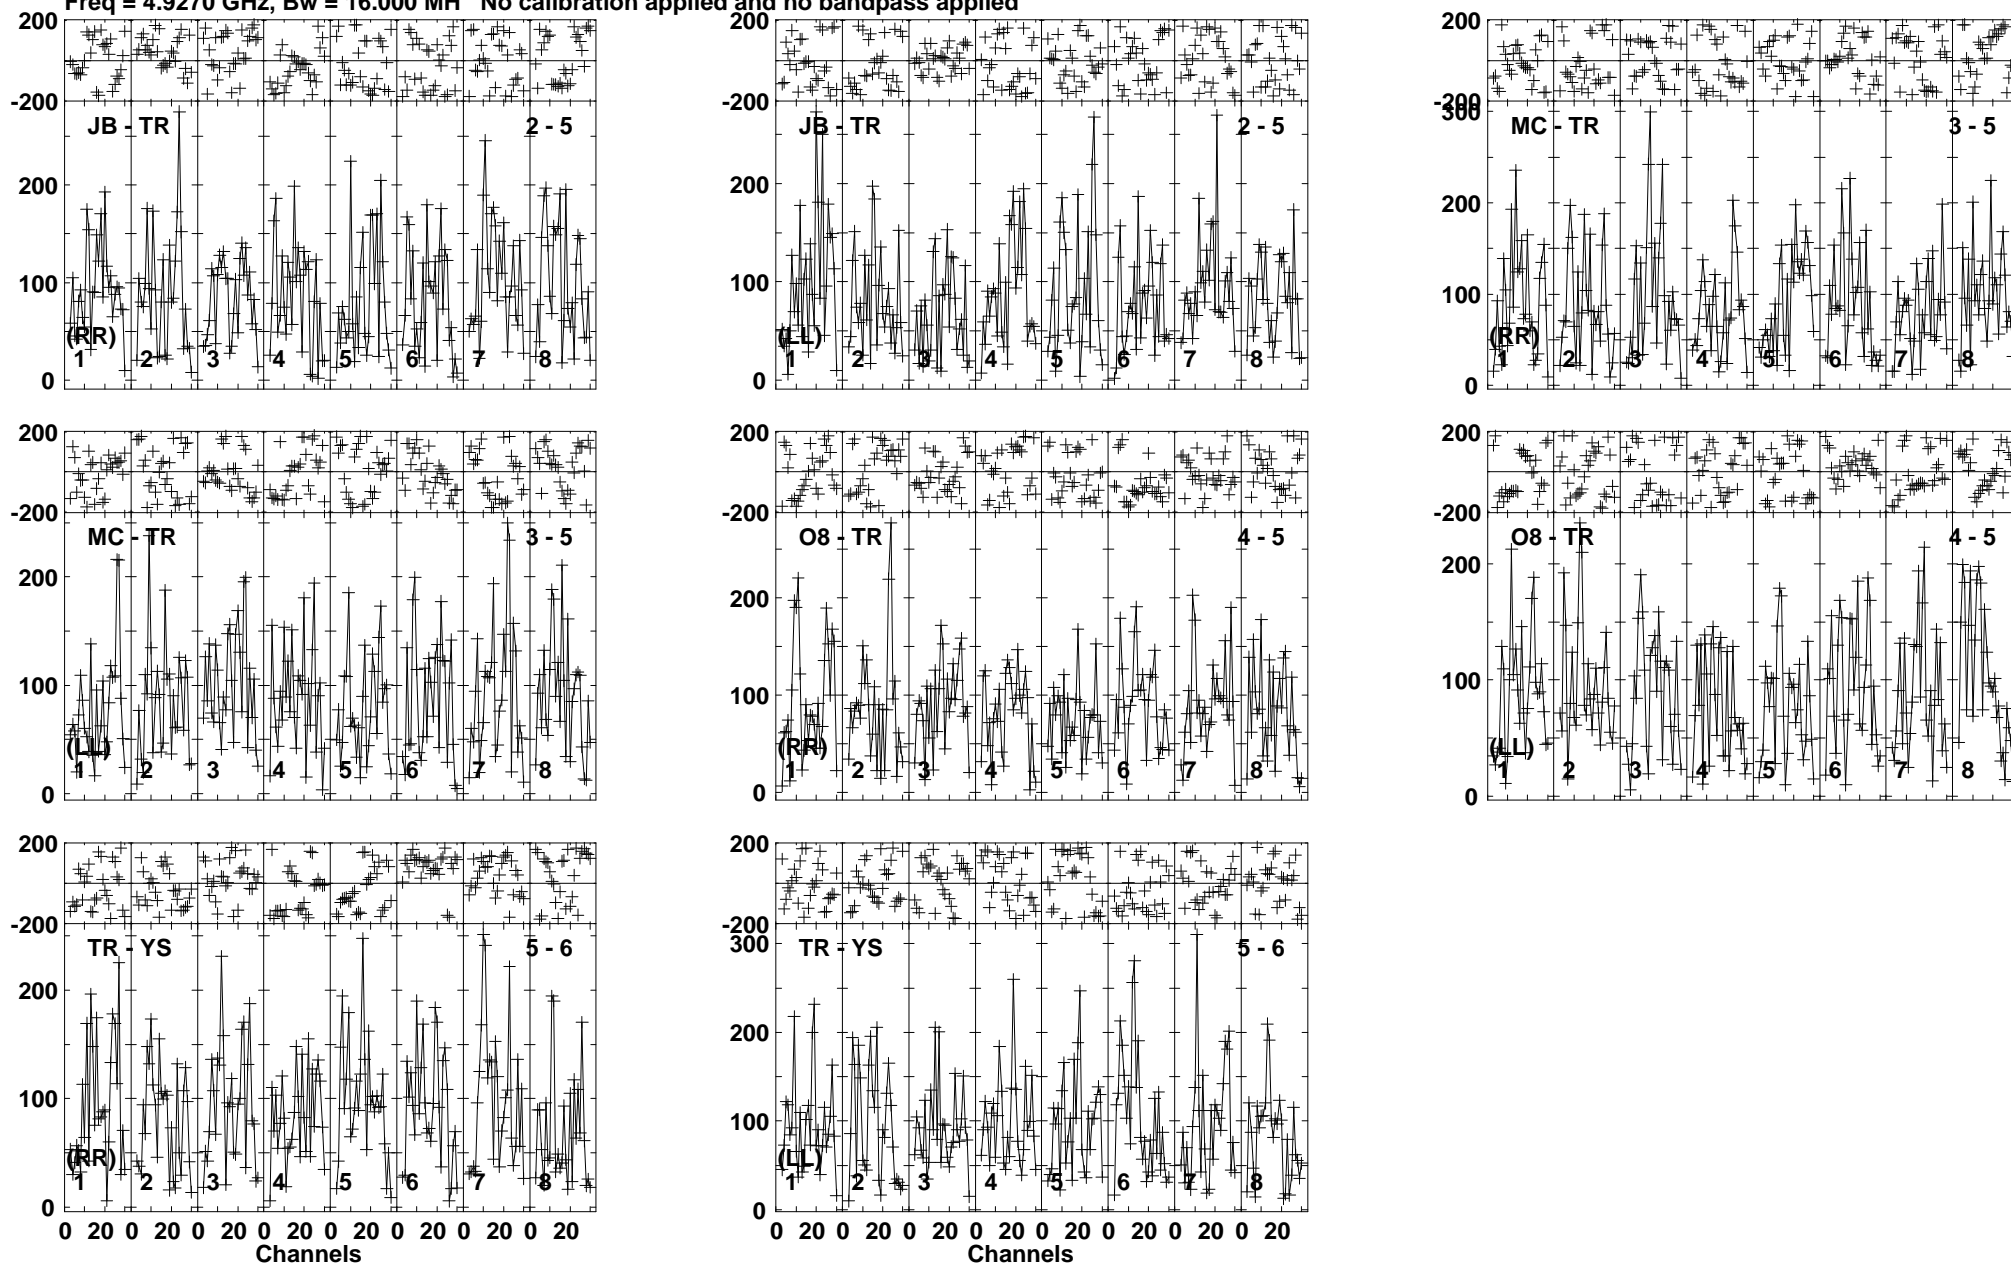 Freq = 4.9270 GHz, Bw = 16.000 MH No calibration applied and no bandpass applied
200 200 200
-200 -200
300
JB - TR 2 - 5 JB - TR 2 - 5 MC - TR 3 - 5
200 200 200
100 100 100
(RR) (LL) (RR)
1 2 3 4 5 6 7 8 1 2 3 4 5 6 7 8 1 2 3 4 5 6 7 8
0 0 0
200 200 200
-200 -200 -200
MC - TR 3 - 5 O8 - TR 4 - 5 O8 - TR 4 - 5
200 200 200
100 100 100
(LL) (RR) (LL)
1 2 3 4 5 6 7 8 1 2 3 4 5 6 7 8 1 2 3 4 5 6 7 8
0 0 0
200 200
-200 -200
TR - YS 5 - 6 TR - YS 5 - 6
300
200 200
100 100
(RR) (LL)
1 2 3 4 5 6 7 8 1 2 3 4 5 6 7 8
0 0
0 20 0 20 0 20 0 20 0 20 0 20 0 20 0 20 0 20 0 20 0 20 0 20 0 20 0 20 0 20 0 20
Channels Channels